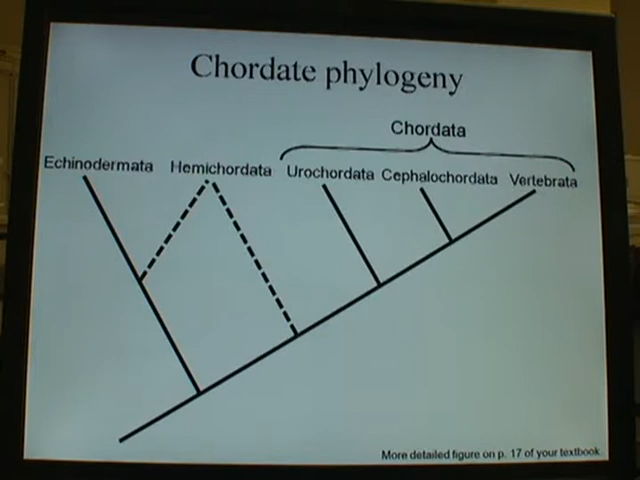 Chordate phylogeny
Chordata
Echinodermata Hemichordata Urochordata Cephalochordata Vertebrata
More detailed figure on p. 17 of your textbook